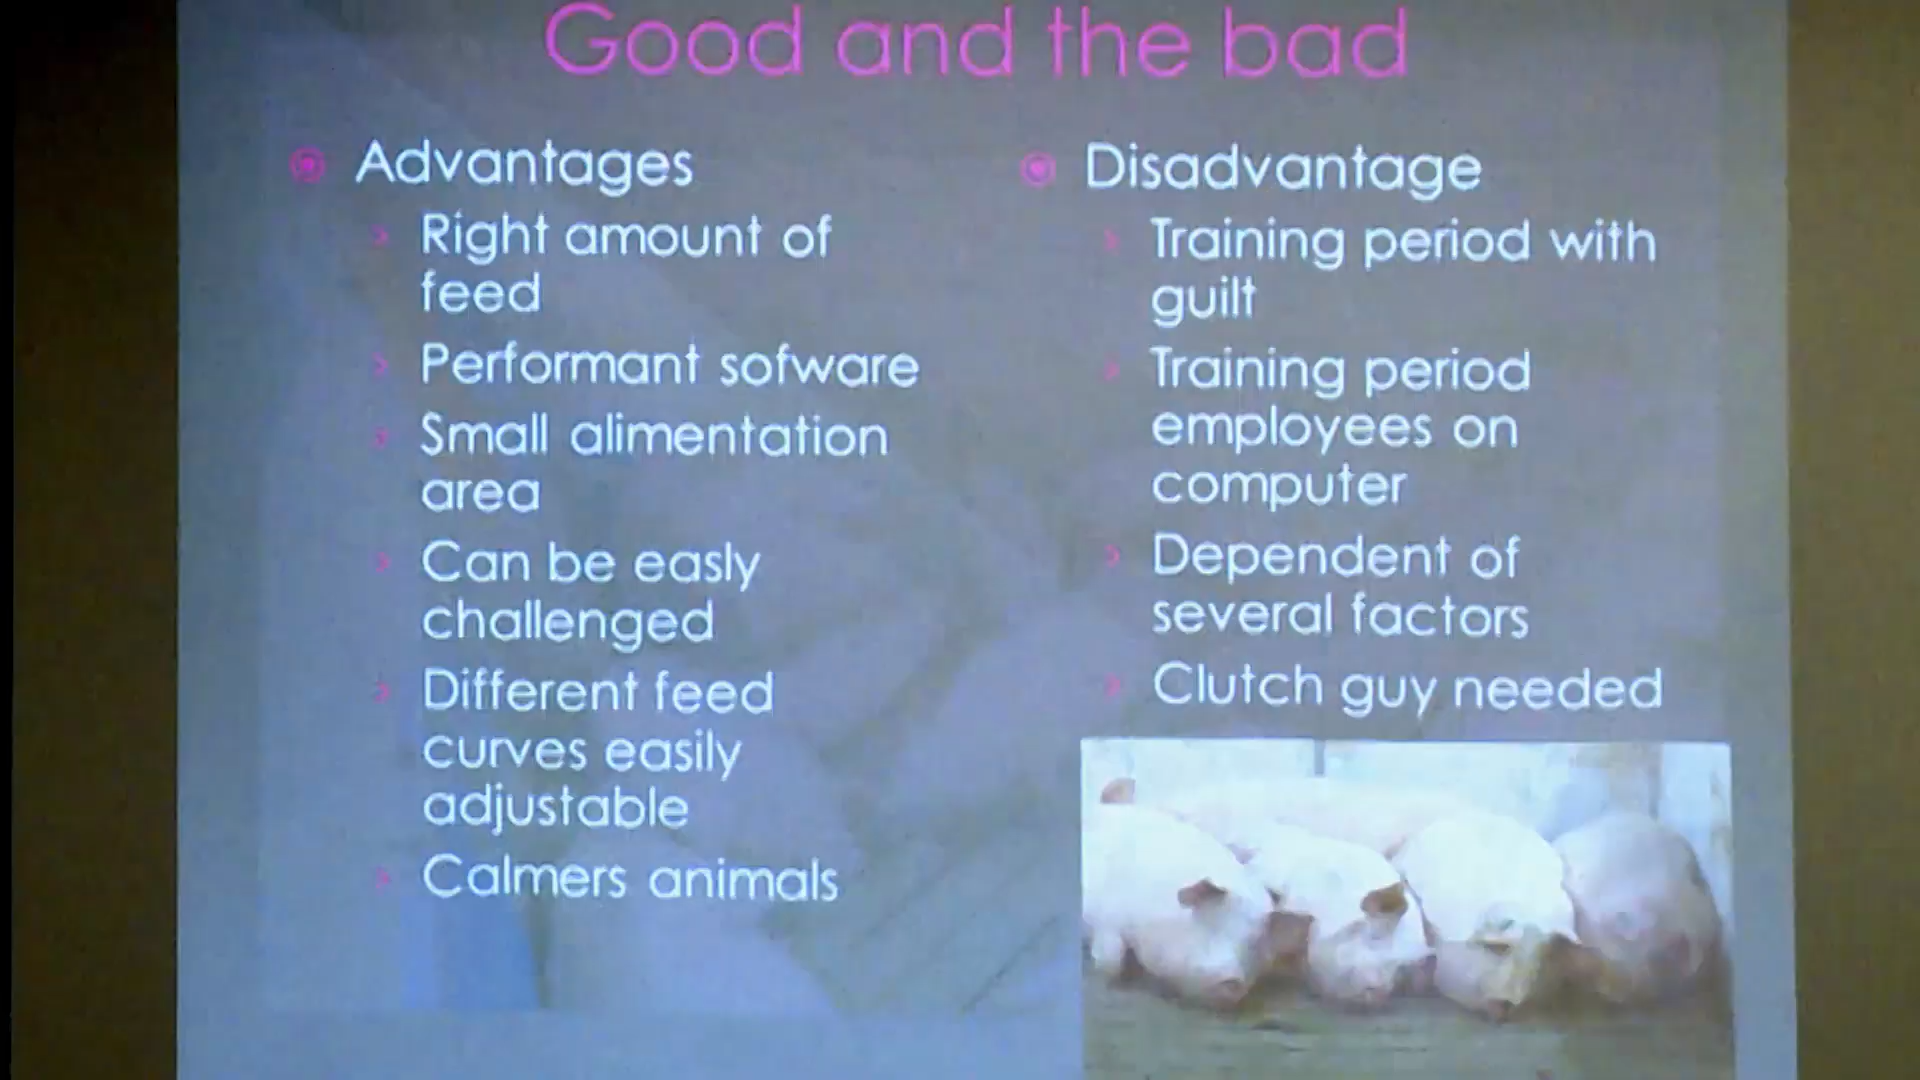 Good and the bad
Advantages
Right amount of
feed
Performant sofware
Small alimentation
area
Can be easly
challenged
Different feed
curves easily
adjustable
Calmers animals
Disadvantage
Training period with
guilt
Training period
employees on
computer
Dependent of
several factors
Clutch guy needed